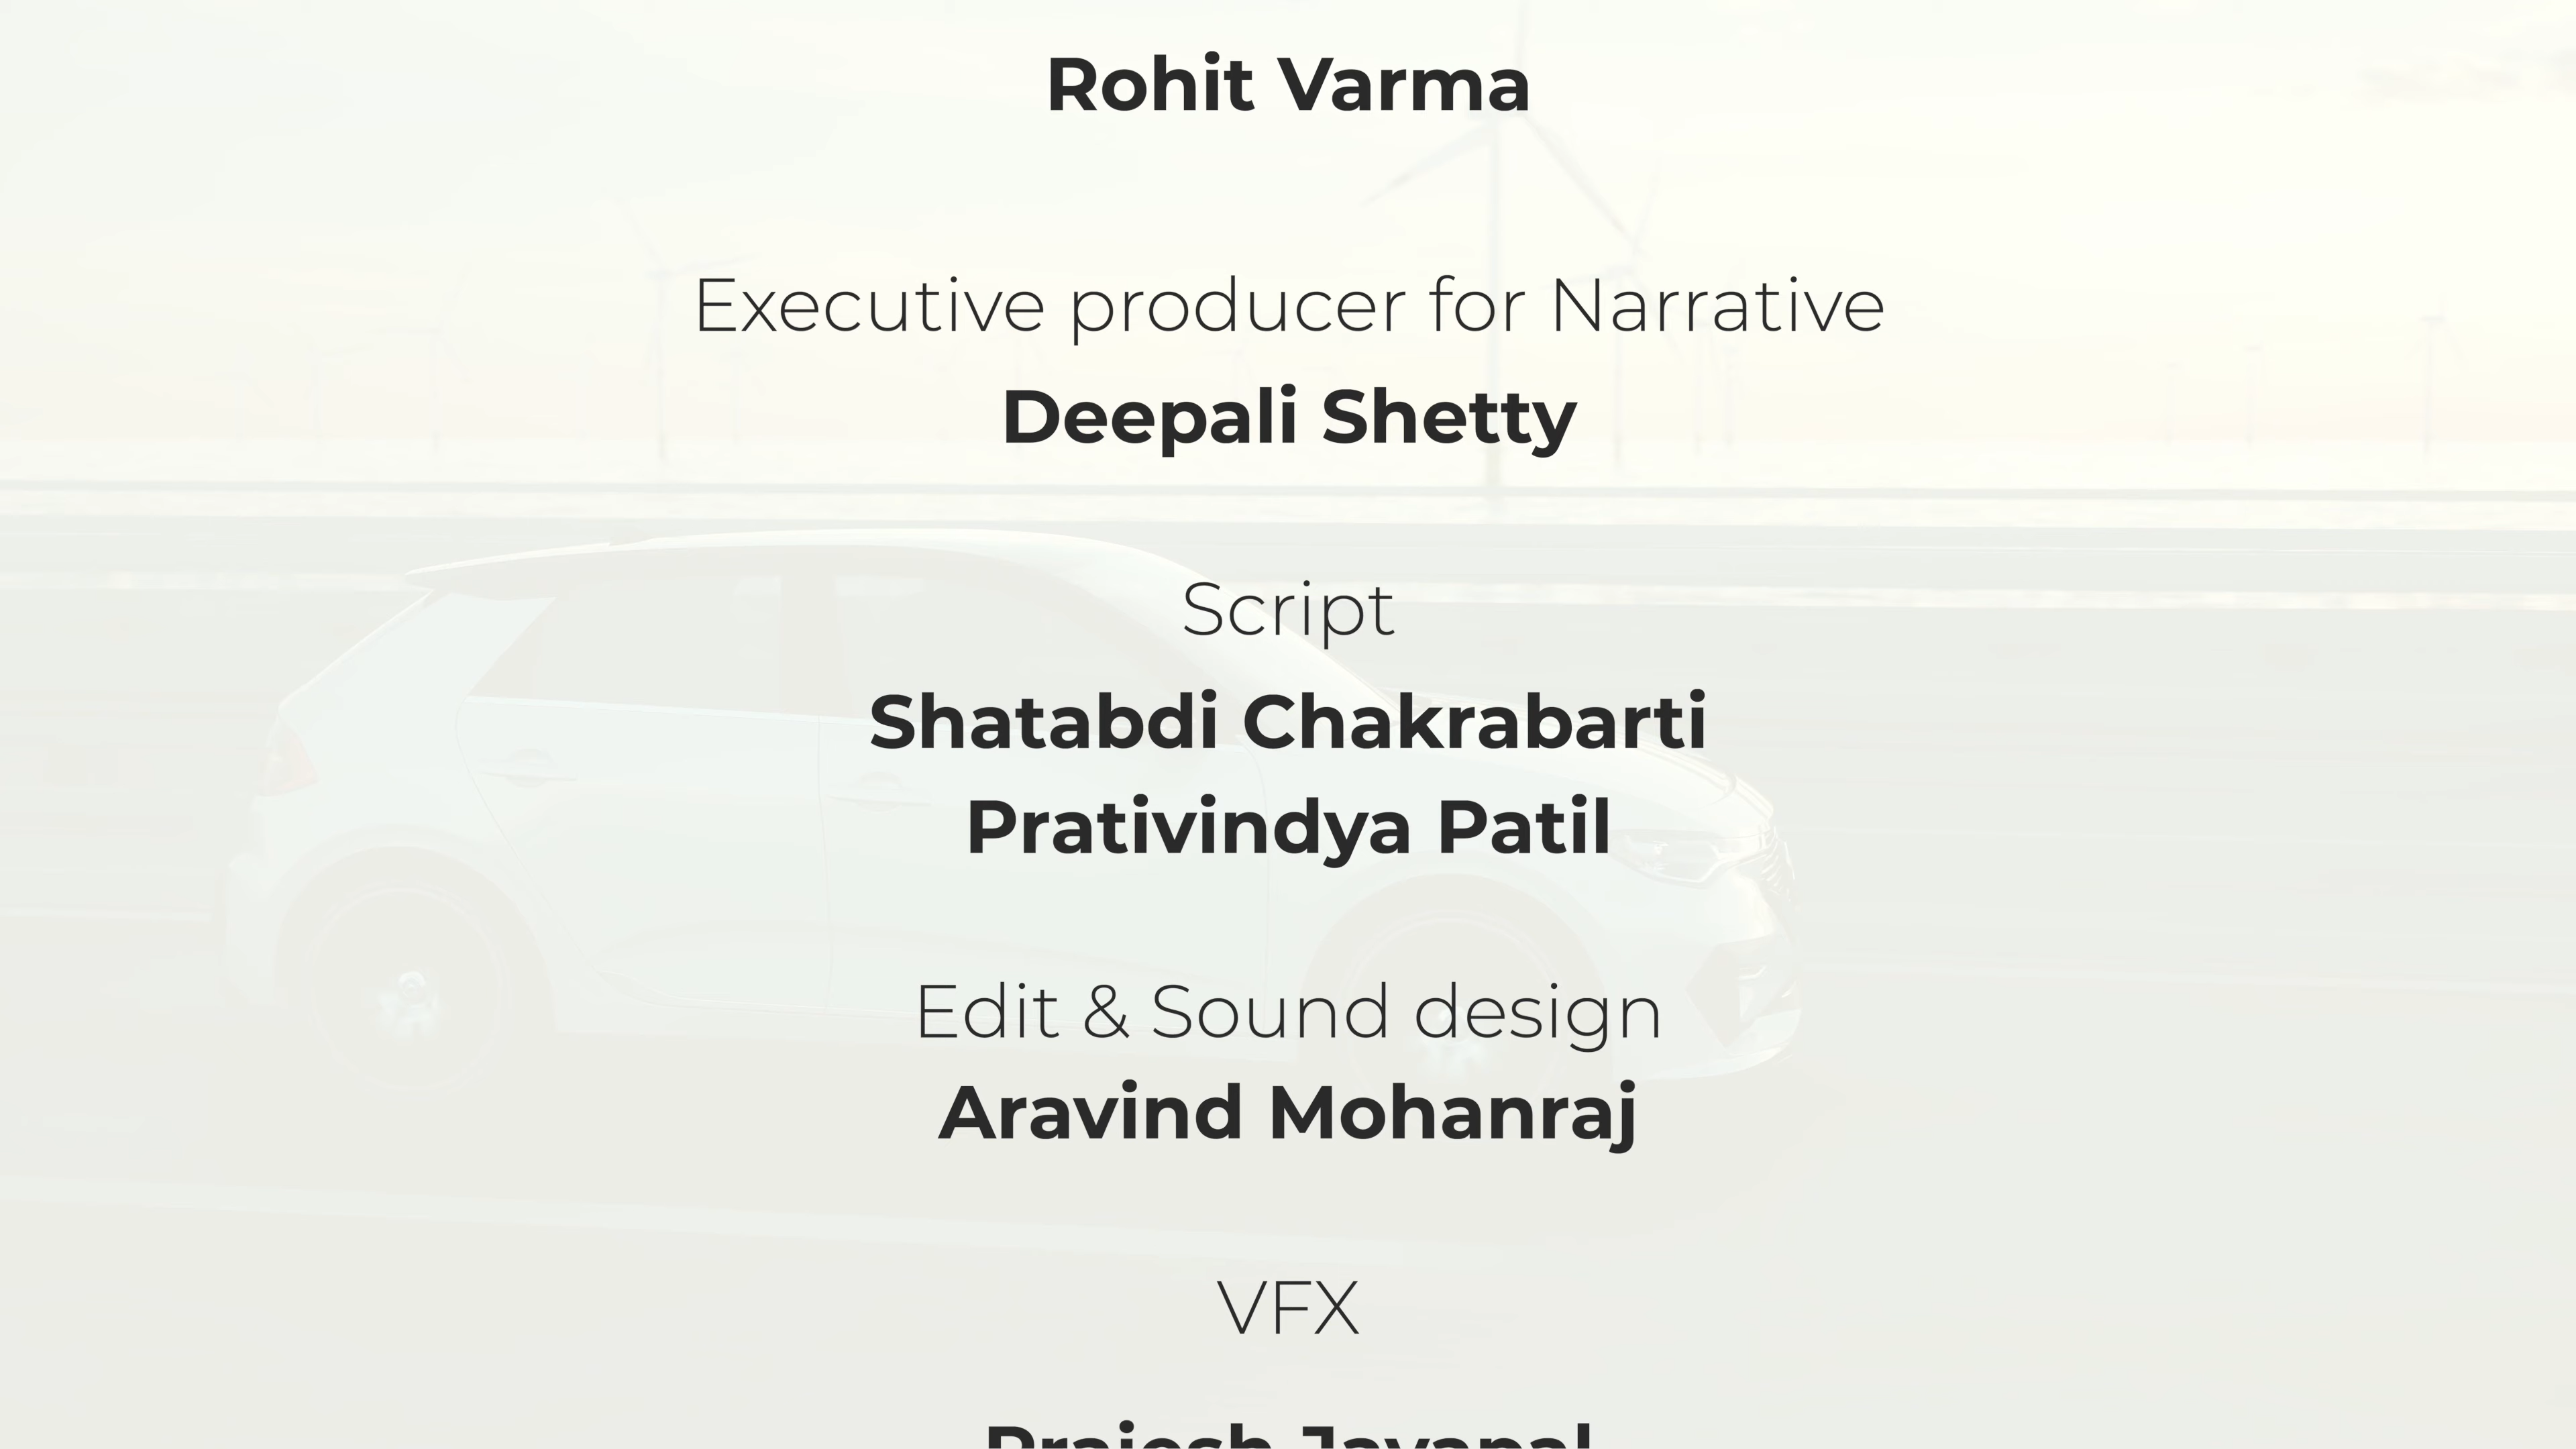 Rohit Varma
Executive producer for Narrative
Deepali Shetty
Script
Shatabdi Chakrabarti
Prativindya Patil
Edit & Sound design
Aravind Mohanraj
VFX